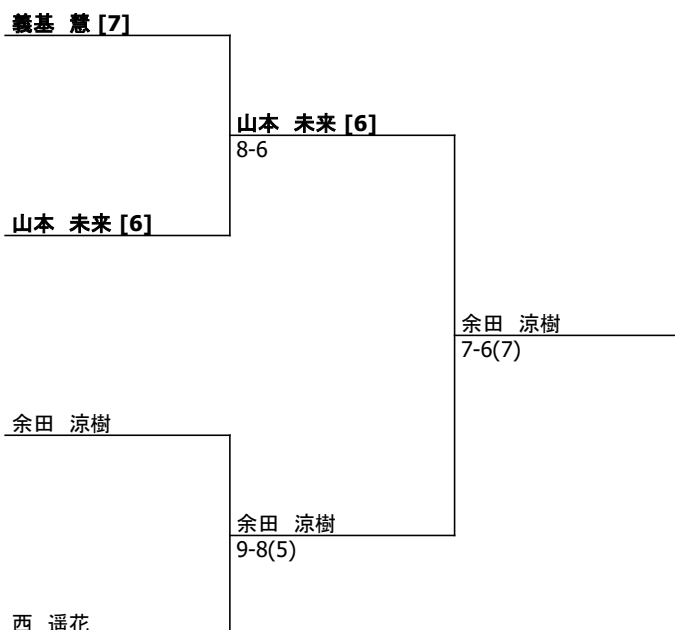 義基 慧 [7]
山本 未来 [6]
8-6
山本 未来 [6]
余田 涼樹
7-6(7)
余田 涼樹
余田 涼樹
9-8(5)
西 遥花